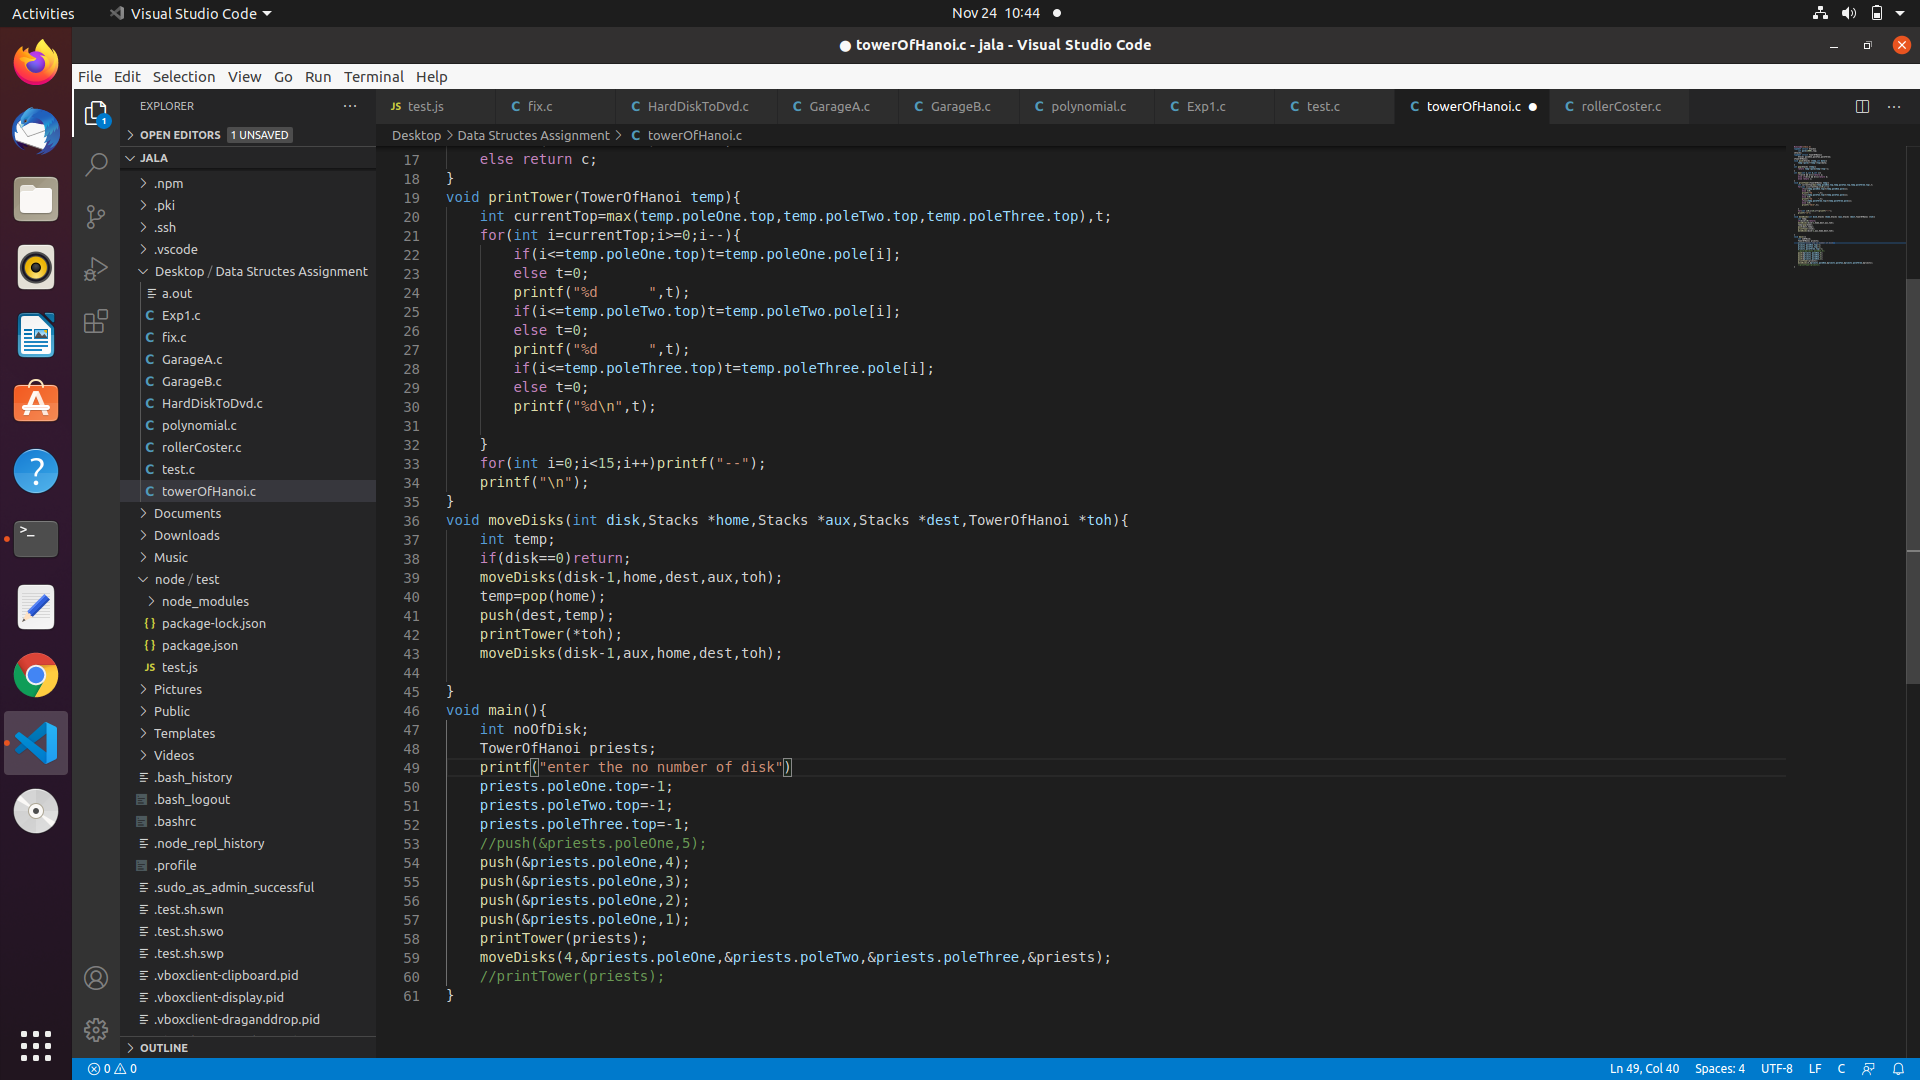 Activities
Visual Studio Code
Nov 24 10:44
towerOfHanoi.c - jala - Visual Studio Code
File Edit Selection View Go Run Terminal Help
EXPLORER
OPEN EDITORS 1 UNSAVED
JALA
.npm
.pki
.ssh
.vscode
Desktop / Data Structes Assignment
a.out
C Exp1.c
C fix.c
C GarageA.c
C GarageB.c
C HardDiskToDvd.c
C polynomial.c
C rollerCoster.c
C test.c
C towerOfHanoi.c
Documents
Downloads
Music
node / test
node_modules
{} package-lock.json
{} package.json
JS test.js
Pictures
Public
Templates
Videos
.bash_history
.bash_logout
.bashrc
.node_repl_history
.profile
.sudo_as_admin_successful
.test.sh.swn
.test.sh.swo
.test.sh.swp
.vboxclient-clipboard.pid
.vboxclient-display.pid
.vboxclient-draganddrop.pid
OUTLINE
JS test.js C fix.c C HardDiskToDvd.c C GarageA.c C GarageB.c C polynomial.c C Exp1.c C test.c C towerOfHanoi.c C rollerCoster.c
Desktop > Data Structes Assignment > C towerOfHanoi.c
17 else return c;
18 }
19 void printTower(TowerOfHanoi temp){
20 int currentTop=max(temp.poleOne.top,temp.poleTwo.top,temp.poleThree.top),t;
21 for(int i=currentTop;i>=0;i--){
22 if(i<=temp.poleOne.top)t=temp.poleOne.pole[i];
23 else t=0;
24 printf("%d      ",t);
25 if(i<=temp.poleTwo.top)t=temp.poleTwo.pole[i];
26 else t=0;
27 printf("%d      ",t);
28 if(i<=temp.poleThree.top)t=temp.poleThree.pole[i];
29 else t=0;
30 printf("%d\n",t);
31
32 }
33 for(int i=0;i<15;i++)printf("--");
34 printf("\n");
35 }
36 void moveDisks(int disk,Stacks *home,Stacks *aux,Stacks *dest,TowerOfHanoi *toh){
37 int temp;
38 if(disk==0)return;
39 moveDisks(disk-1,home,dest,aux,toh);
40 temp=pop(home);
41 push(dest,temp);
42 printTower(*toh);
43 moveDisks(disk-1,aux,home,dest,toh);
44
45 }
46 void main(){
47 int noOfDisk;
48 TowerOfHanoi priests;
49 printf("enter the no number of disk")
50 priests.poleOne.top=-1;
51 priests.poleTwo.top=-1;
52 priests.poleThree.top=-1;
53 //push(&priests.poleOne,5);
54 push(&priests.poleOne,4);
55 push(&priests.poleOne,3);
56 push(&priests.poleOne,2);
57 push(&priests.poleOne,1);
58 printTower(priests);
59 moveDisks(4,&priests.poleOne,&priests.poleTwo,&priests.poleThree,&priests);
60 //printTower(priests);
61 }
0 0
Ln 49, Col 40 Spaces: 4 UTF-8 LF C